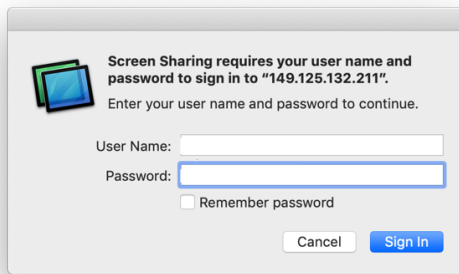 Screen Sharing requires your user name and
password to sign in to “149.125.132.211”.
Enter your user name and password to continue.
User Name:
Password:
Remember password
Cancel
Sign In